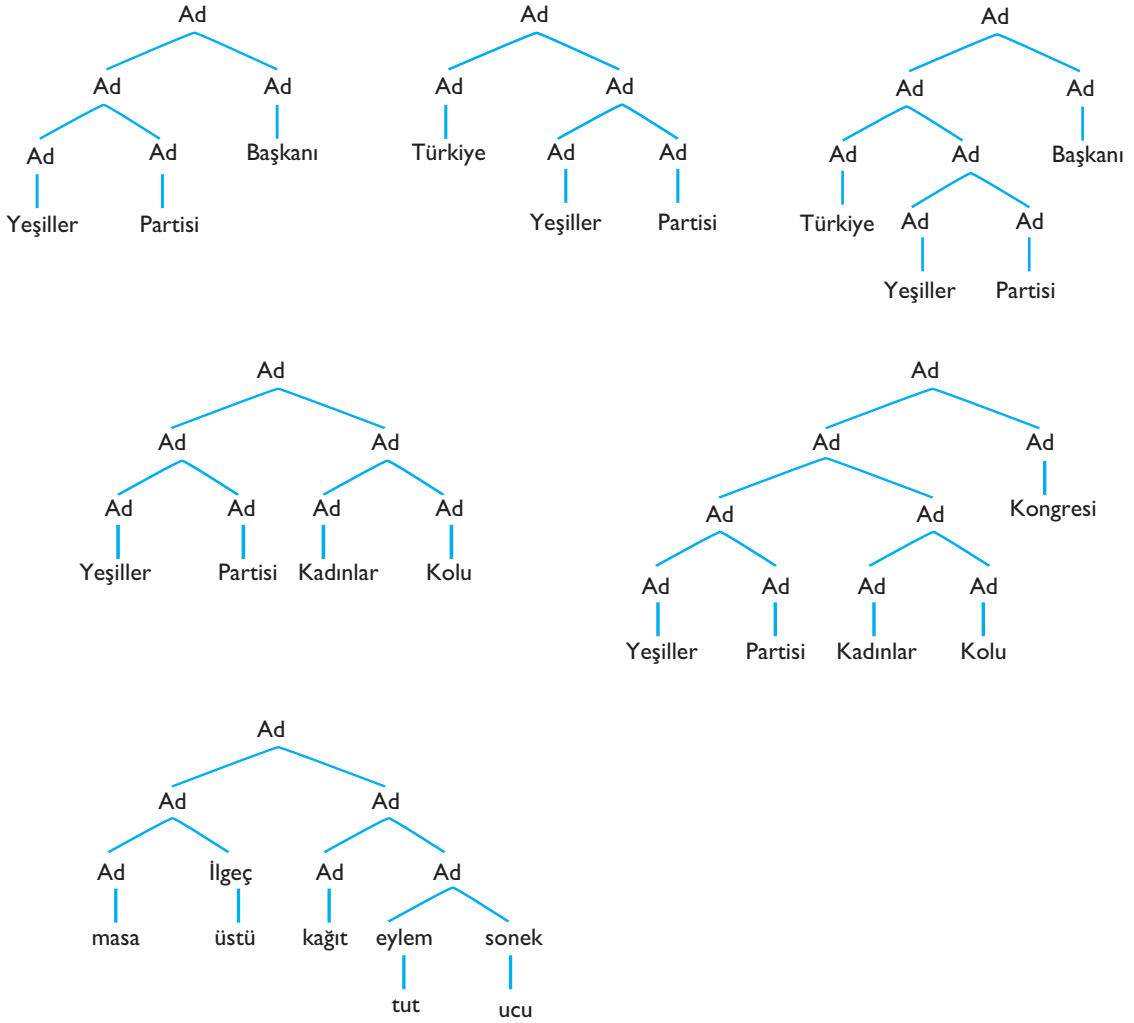 Ad Ad Ad
Ad Ad Ad Ad Ad Ad
Ad Ad Başkanı Türkiye Ad Ad Ad Ad Başkanı
Yeşiller Partisi Yeşiller Partisi Türkiye Ad Ad
Yeşiller Partisi
Ad Ad
Ad Ad Ad Ad
Ad Ad Ad Ad Ad Ad Kongresi
Yeşiller Partisi Kadınlar Kolu Ad Ad Ad Ad
Yeşiller Partisi Kadınlar Kolu
Ad
Ad Ad
Ad İlgeç Ad Ad
masa üstü kağıt eylem sonek
tut ucu